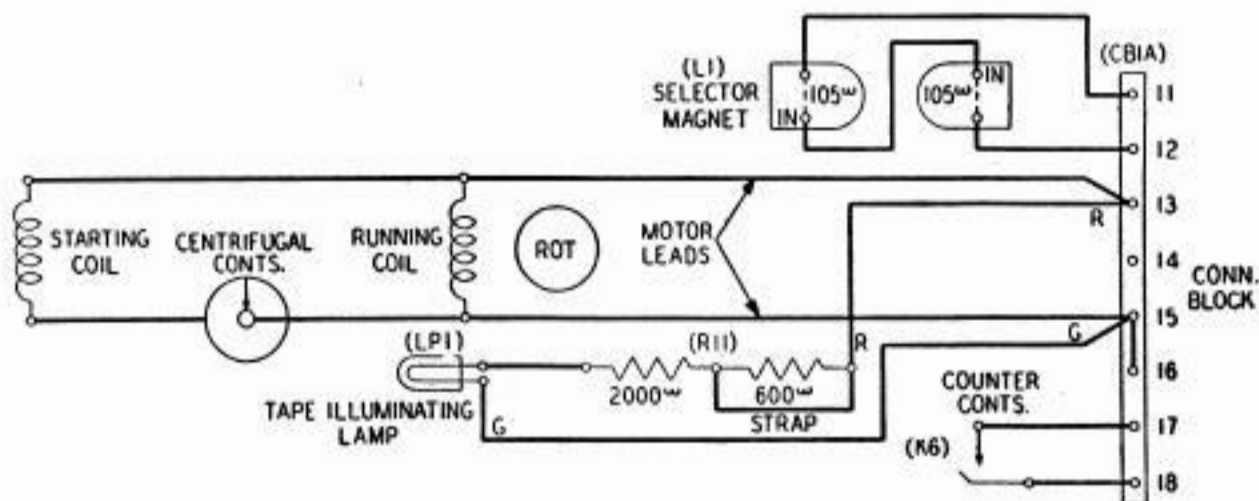 (L1)
SELECTOR
MAGNET
105ω
IN
105ω
IN
(CB1A)
11
12
13
14
15
16
17
18
CONN.
BLOCK
STARTING
COIL
CENTRIFUGAL
CONTS.
RUNNING
COIL
ROT
MOTOR
LEADS
R
G
(LP1)
TAPE ILLUMINATING
LAMP
G
2000ω
(R11)
600ω
R
STRAP
COUNTER
CONTS.
(K6)